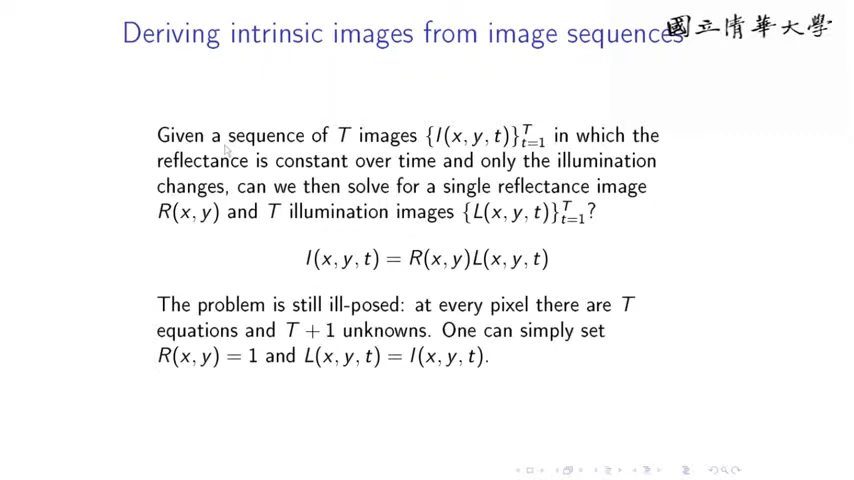 Deriving intrinsic images from image sequences
國立清華大學
Given a sequence of T images {I(x, y, t)}_{t=1}^{T} in which the
reflectance is constant over time and only the illumination
changes, can we then solve for a single reflectance image
R(x, y) and T illumination images {L(x, y, t)}_{t=1}^{T}?
I(x, y, t) = R(x, y)L(x, y, t)
The problem is still ill-posed: at every pixel there are T
equations and T + 1 unknowns. One can simply set
R(x, y) = 1 and L(x, y, t) = I(x, y, t).